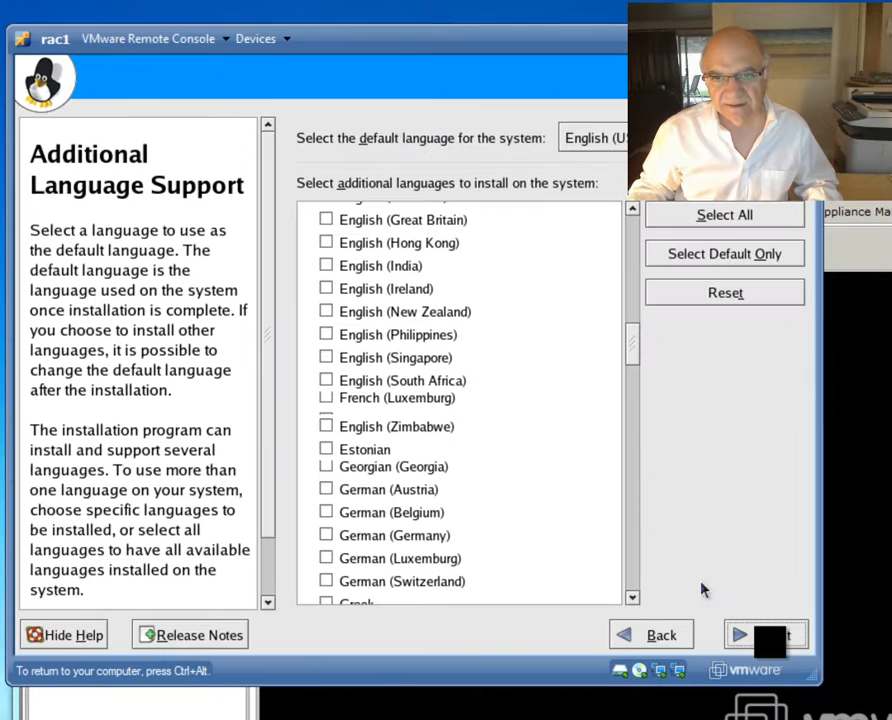 rac1 VMware Remote Console Devices
Additional
Language Support
Select a language to use as
the default language. The
default language is the
language used on the system
once installation is complete. If
you choose to install other
languages, it is possible to
change the default language
after the installation.
The installation program can
install and support several
languages. To use more than
one language on your system,
choose specific languages to
be installed, or select all
languages to have all available
languages installed on the
system.
Select the default language for the system: English (U
Select additional languages to install on the system:
English (Great Britain)
English (Hong Kong)
English (India)
English (Ireland)
English (New Zealand)
English (Philippines)
English (Singapore)
English (South Africa)
French (Luxemburg)
English (Zimbabwe)
Estonian
Georgian (Georgia)
German (Austria)
German (Belgium)
German (Germany)
German (Luxemburg)
German (Switzerland)
Greek
Select All
Select Default Only
Reset
ppliance Ma
Hide Help
Release Notes
Back
To return to your computer, press Ctrl+Alt.
vmware